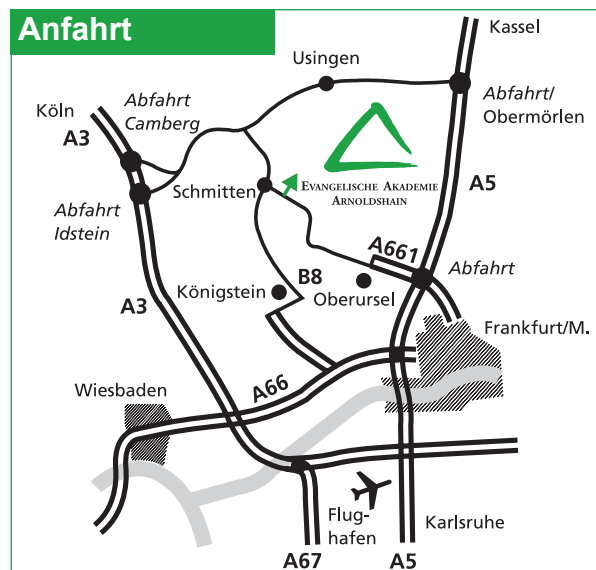 Anfahrt
Kassel
Usingen
Köln
Abfahrt
Camberg
A3
Abfahrt/
Obermörlen
Schmitten
EVANGELISCHE AKADEMIE
ARNOLDSHAIN
A5
Abfahrt
Idstein
A661
Abfahrt
B8
Königstein
Oberursel
A3
Frankfurt/M.
Wiesbaden
A66
Flug-
hafen
Karlsruhe
A67
A5